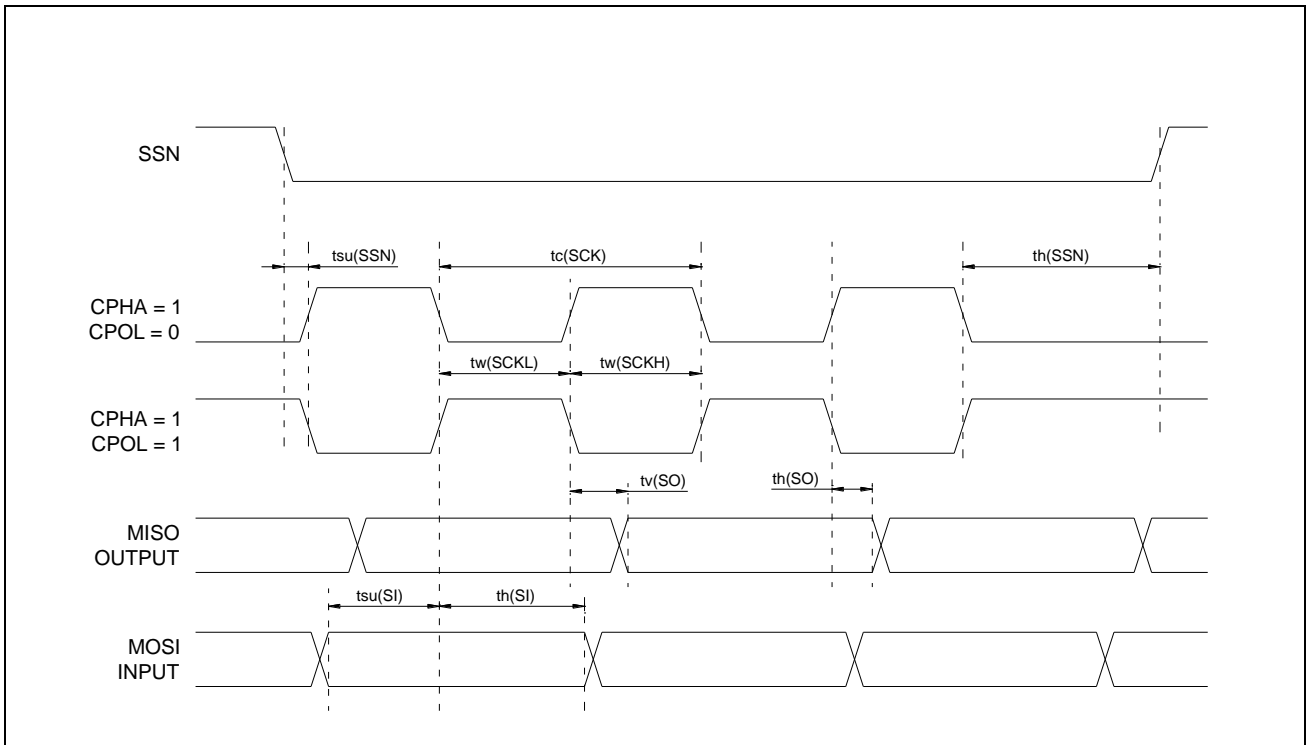 SSN
tsu(SSN)
tc(SCK)
th(SSN)
CPHA = 1
CPOL = 0
tw(SCKL)
tw(SCKH)
CPHA = 1
CPOL = 1
tv(SO)
th(SO)
MISO
OUTPUT
tsu(SI)
th(SI)
MOSI
INPUT